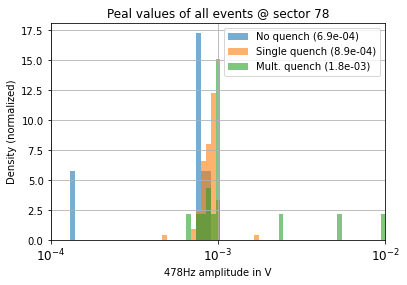 Peal values of all events @ sector 78
No quench (6.9e-04)
Single quench (8.9e-04)
Mult. quench (1.8e-03)
Density (normalized)
17.5
15.0
12.5
10.0
7.5
5.0
2.5
0.0
10⁻⁴ 10⁻³ 10⁻²
478Hz amplitude in V